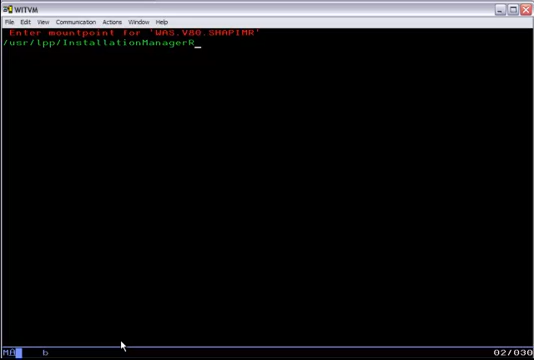 WITVM
File Edit View Communication Actions Window Help
Enter mountpoint for 'WAS.V80.SHAPIMR'
/usr/lpp/InstallationManagerR_
b
02/030